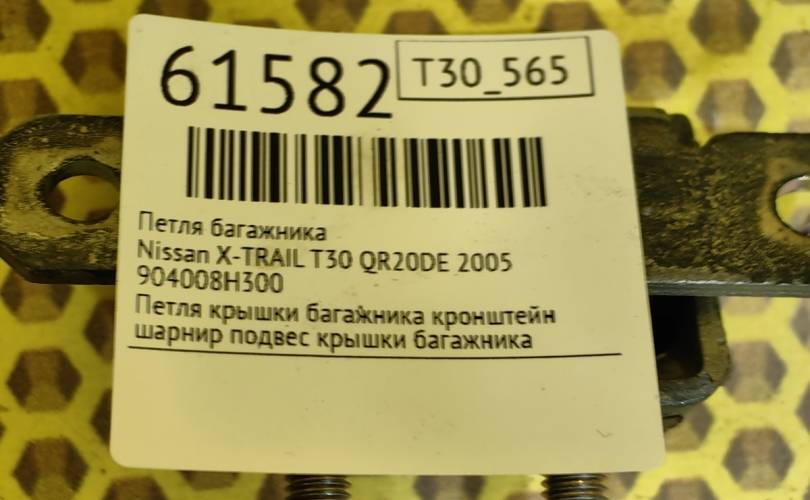 61582 T30_565
Петля багажника
Nissan X-TRAIL T30 QR20DE 2005
904008H300
Петля крышки багажника кронштейн
шарнир подвес крышки багажника